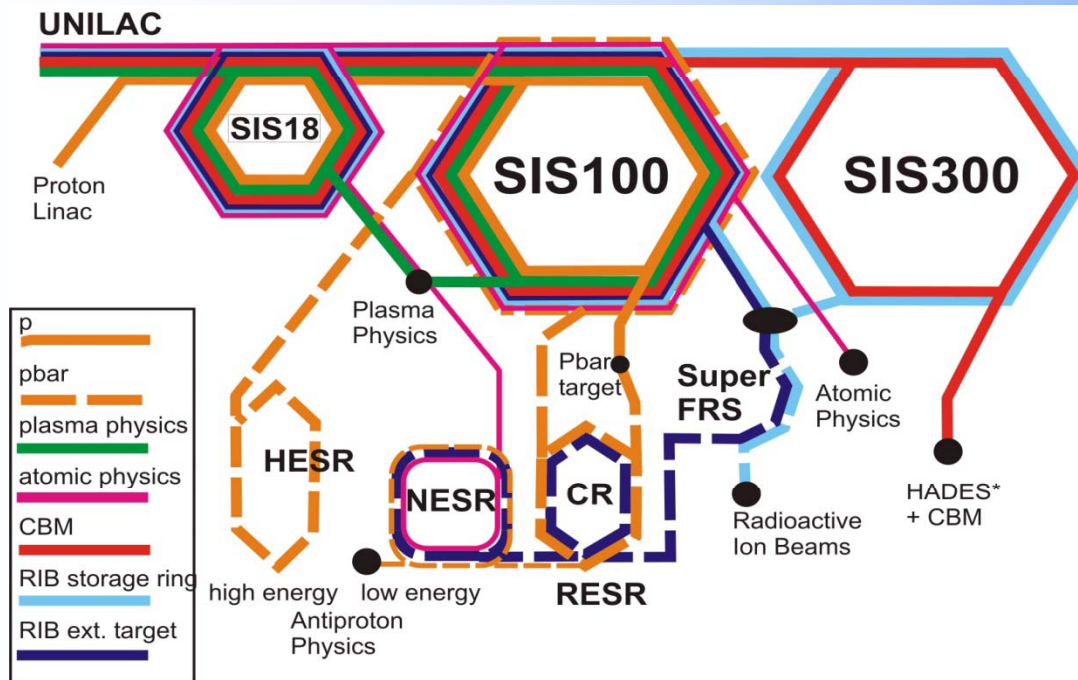 UNILAC
SIS18
SIS100
SIS300
Proton
Linac
Plasma
Physics
Pbar
target
Super
FRS
Atomic
Physics
HESR
NESR
CR
HADES*
+ CBM
Radioactive
Ion Beams
RESR
high energy
low energy
Antiproton
Physics
p
pbar
plasma physics
atomic physics
CBM
RIB storage ring
RIB ext. target